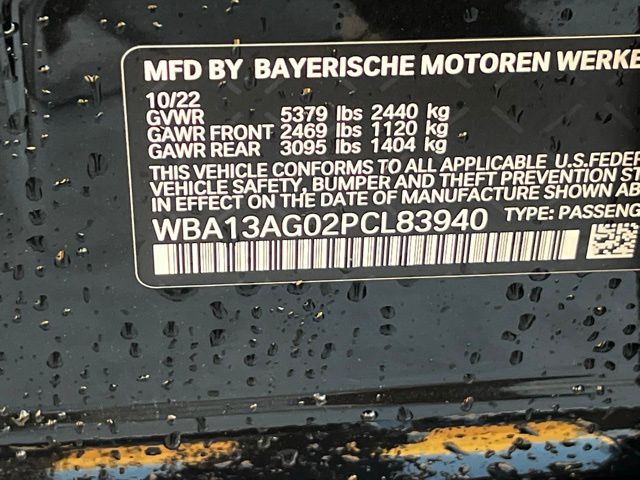 MFD BY BAYERISCHE MOTOREN WERKE
10/22
GVWR 5379 lbs 2440 kg
GAWR FRONT 2469 lbs 1120 kg
GAWR REAR 3095 lbs 1404 kg
THIS VEHICLE CONFORMS TO ALL APPLICABLE U.S.FEDER
VEHICLE SAFETY, BUMPER AND THEFT PREVENTION ST
IN EFFECT ON THE DATE OF MANUFACTURE SHOWN AB
WBA13AG02PCL83940 TYPE: PASSENG